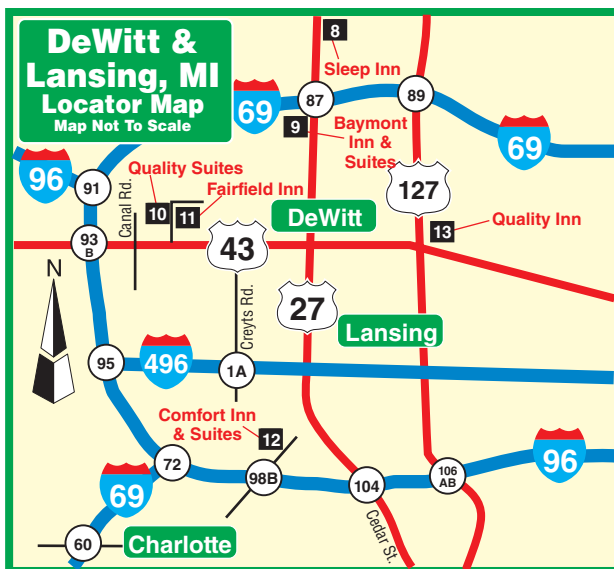 DeWitt &
Lansing, MI
Locator Map
Map Not To Scale
8
Sleep Inn
69
87
89
9
Baymont
Inn &
Suites
69
96
91
Quality Suites
Canal Rd.
10
11
Fairfield Inn
127
DeWitt
93
B
43
13
Quality Inn
N
27
Creyts Rd.
Lansing
95
496
1A
Comfort Inn
& Suites
12
72
98B
104
106
AB
96
69
Cedar St.
60
Charlotte